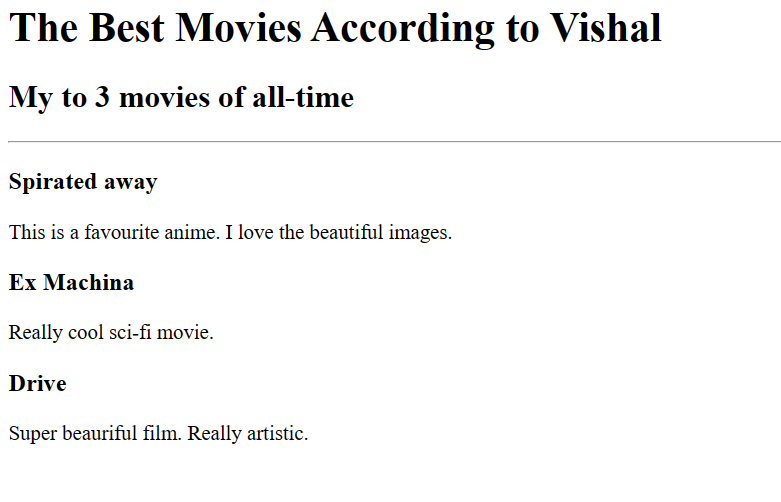 The Best Movies According to Vishal
My to 3 movies of all-time
Spirated away
This is a favourite anime. I love the beautiful images.
Ex Machina
Really cool sci-fi movie.
Drive
Super beauriful film. Really artistic.